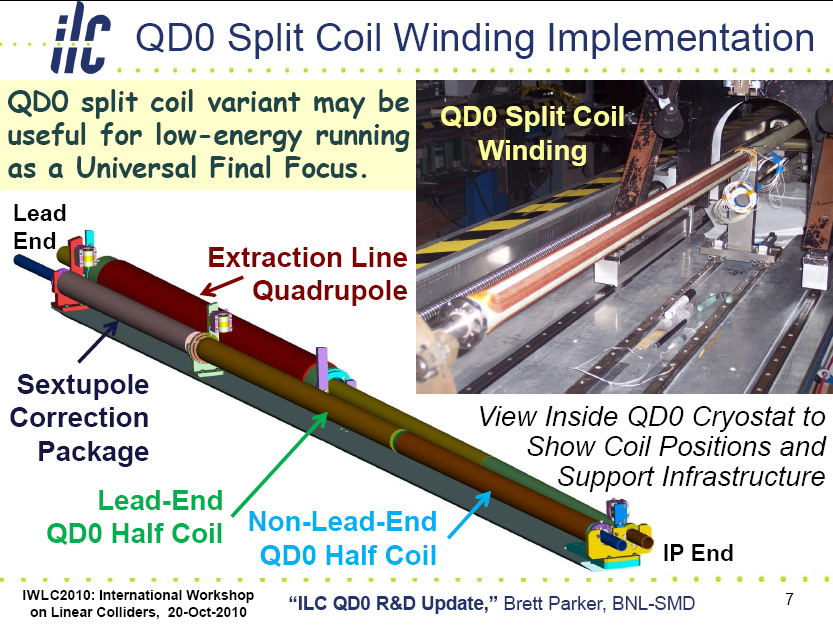 ilc
QD0 Split Coil Winding Implementation
QD0 split coil variant may be
useful for low-energy running
as a Universal Final Focus.
QD0 Split Coil
Winding
Lead
End
Extraction Line
Quadrupole
Sextupole
Correction
Package
View Inside QD0 Cryostat to
Show Coil Positions and
Support Infrastructure
Lead-End
QD0 Half Coil
Non-Lead-End
QD0 Half Coil
IP End
IWLC2010: International Workshop
on Linear Colliders, 20-Oct-2010
“ILC QD0 R&D Update,” Brett Parker, BNL-SMD
7